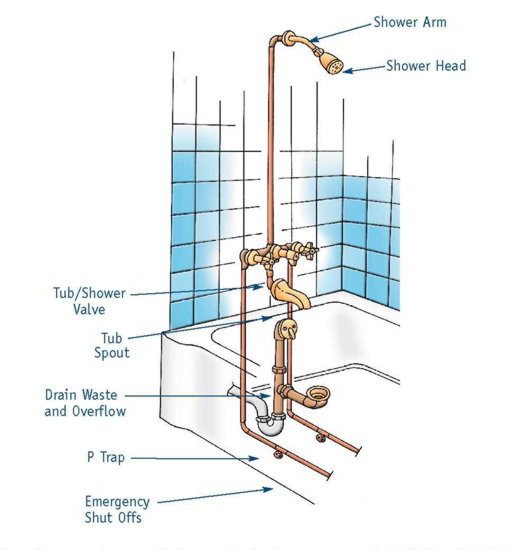 Shower Arm
Shower Head
Tub/Shower
Valve
Tub
Spout
Drain Waste
and Overflow
P Trap
Emergency
Shut Offs